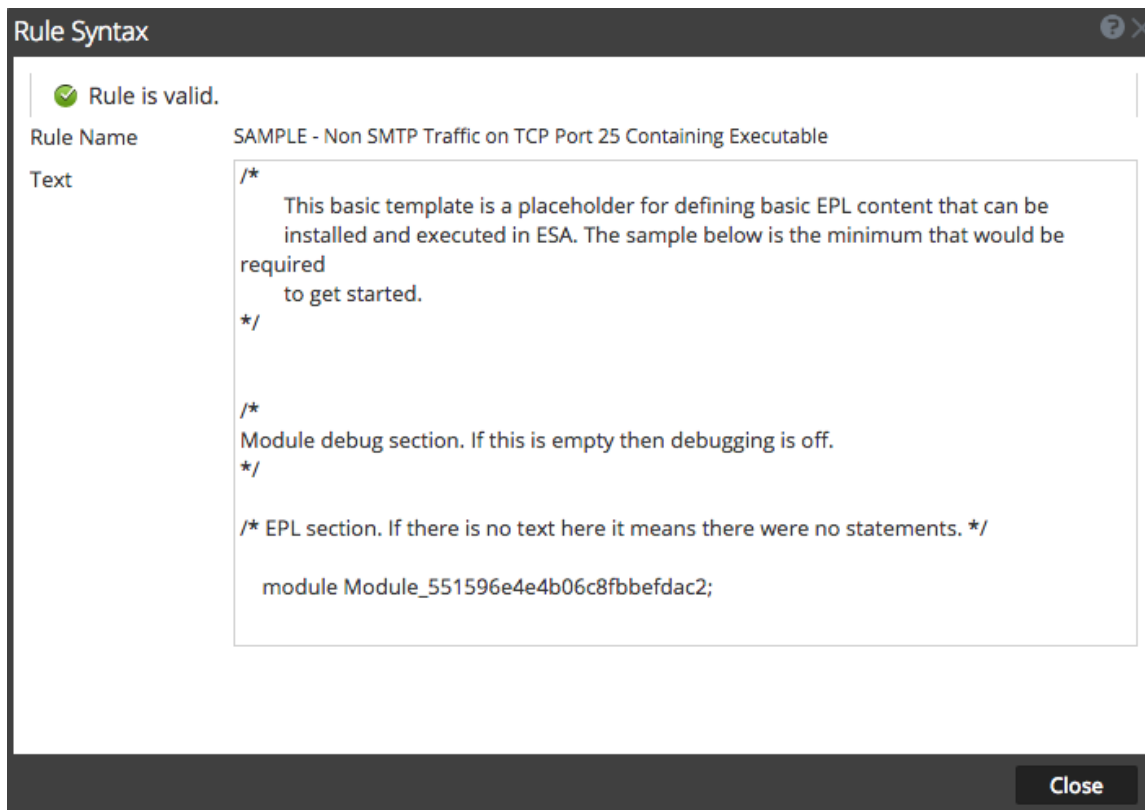 Rule Syntax
Rule is valid.
Rule Name SAMPLE - Non SMTP Traffic on TCP Port 25 Containing Executable
Text
/*
This basic template is a placeholder for defining basic EPL content that can be
installed and executed in ESA. The sample below is the minimum that would be
required
to get started.
*/
/*
Module debug section. If this is empty then debugging is off.
*/
/* EPL section. If there is no text here it means there were no statements. */
module Module_551596e4e4b06c8fbbefdac2;
Close